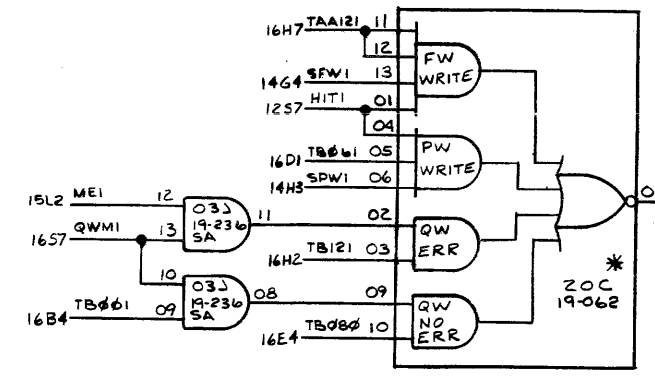 16H7 TAA121 11
12
FW
WRITE
14G4 SFW1 13
12S7 HIT1 01
04
16D1 TBØ61 05
PW
WRITE
14H3 SPW1 06
15L2 ME1 12
03J
19-236
SA
11
02
QW
ERR
16S7 QWM1 13
16H2 TB121 03
10
03J
19-236
SA
08
09
QW
NO
ERR
16B4 TBØØ1 09
16E4 TBØ8Ø 10
*
20C
19-062